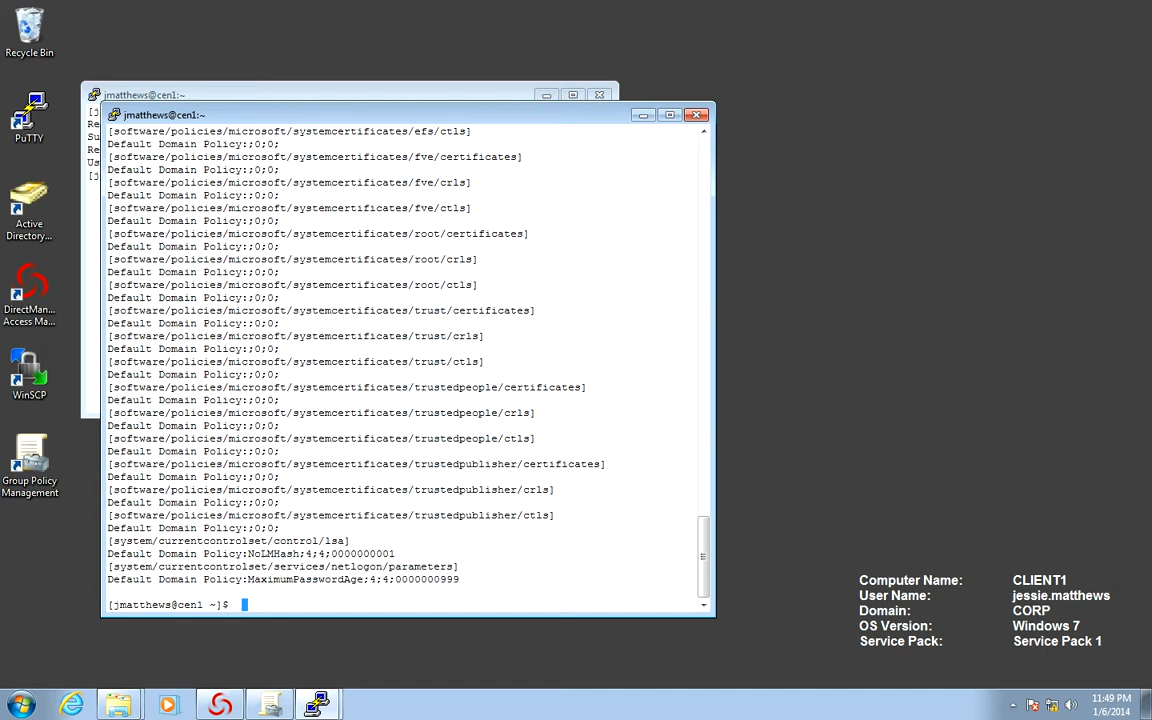 Recycle Bin
PuTTY
Active
Directory...
DirectMan...
Access Ma...
WinSCP
Group Policy
Management
jmatthews@cen1:~
[j
Re
Su
Re
Us
[j
jmatthews@cen1:~
[software/policies/microsoft/systemcertificates/efs/ctls]
Default Domain Policy:;0;0;
[software/policies/microsoft/systemcertificates/fve/certificates]
Default Domain Policy:;0;0;
[software/policies/microsoft/systemcertificates/fve/crls]
Default Domain Policy:;0;0;
[software/policies/microsoft/systemcertificates/fve/ctls]
Default Domain Policy:;0;0;
[software/policies/microsoft/systemcertificates/root/certificates]
Default Domain Policy:;0;0;
[software/policies/microsoft/systemcertificates/root/crls]
Default Domain Policy:;0;0;
[software/policies/microsoft/systemcertificates/root/ctls]
Default Domain Policy:;0;0;
[software/policies/microsoft/systemcertificates/trust/certificates]
Default Domain Policy:;0;0;
[software/policies/microsoft/systemcertificates/trust/crls]
Default Domain Policy:;0;0;
[software/policies/microsoft/systemcertificates/trust/ctls]
Default Domain Policy:;0;0;
[software/policies/microsoft/systemcertificates/trustedpeople/certificates]
Default Domain Policy:;0;0;
[software/policies/microsoft/systemcertificates/trustedpeople/crls]
Default Domain Policy:;0;0;
[software/policies/microsoft/systemcertificates/trustedpeople/ctls]
Default Domain Policy:;0;0;
[software/policies/microsoft/systemcertificates/trustedpublisher/certificates]
Default Domain Policy:;0;0;
[software/policies/microsoft/systemcertificates/trustedpublisher/crls]
Default Domain Policy:;0;0;
[software/policies/microsoft/systemcertificates/trustedpublisher/ctls]
Default Domain Policy:;0;0;
[system/currentcontrolset/control/lsa]
Default Domain Policy:NoLMHash;4;4;0000000001
[system/currentcontrolset/services/netlogon/parameters]
Default Domain Policy:MaximumPasswordAge;4;4;0000000999
[jmatthews@cen1 ~]$
Computer Name: CLIENT1
User Name: jessie.matthews
Domain: CORP
OS Version: Windows 7
Service Pack: Service Pack 1
11:49 PM
1/6/2014